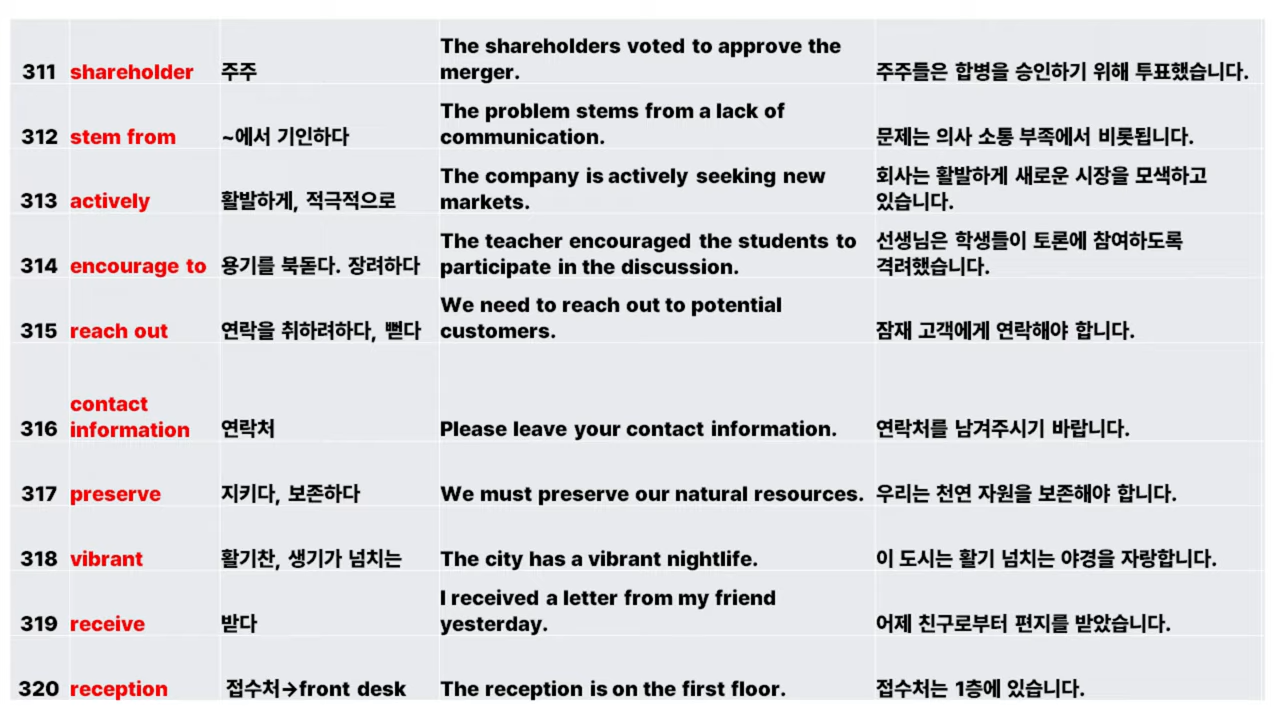 311 shareholder 주주 The shareholders voted to approve the
merger. 주주들은 합병을 승인하기 위해 투표했습니다.
312 stem from ~에서 기인하다 The problem stems from a lack of
communication. 문제는 의사 소통 부족에서 비롯됩니다.
313 actively 활발하게, 적극적으로 The company is actively seeking new
markets. 회사는 활발하게 새로운 시장을 모색하고
있습니다.
314 encourage to 용기를 북돋다. 장려하다 The teacher encouraged the students to
participate in the discussion. 선생님은 학생들이 토론에 참여하도록
격려했습니다.
315 reach out 연락을 취하려하다, 뻗다 We need to reach out to potential
customers. 잠재 고객에게 연락해야 합니다.
316 contact
information 연락처 Please leave your contact information. 연락처를 남겨주시기 바랍니다.
317 preserve 지키다, 보존하다 We must preserve our natural resources. 우리는 천연 자원을 보존해야 합니다.
318 vibrant 활기찬, 생기가 넘치는 The city has a vibrant nightlife. 이 도시는 활기 넘치는 야경을 자랑합니다.
319 receive 받다 I received a letter from my friend
yesterday. 어제 친구로부터 편지를 받았습니다.
320 reception 접수처→front desk The reception is on the first floor. 접수처는 1층에 있습니다.